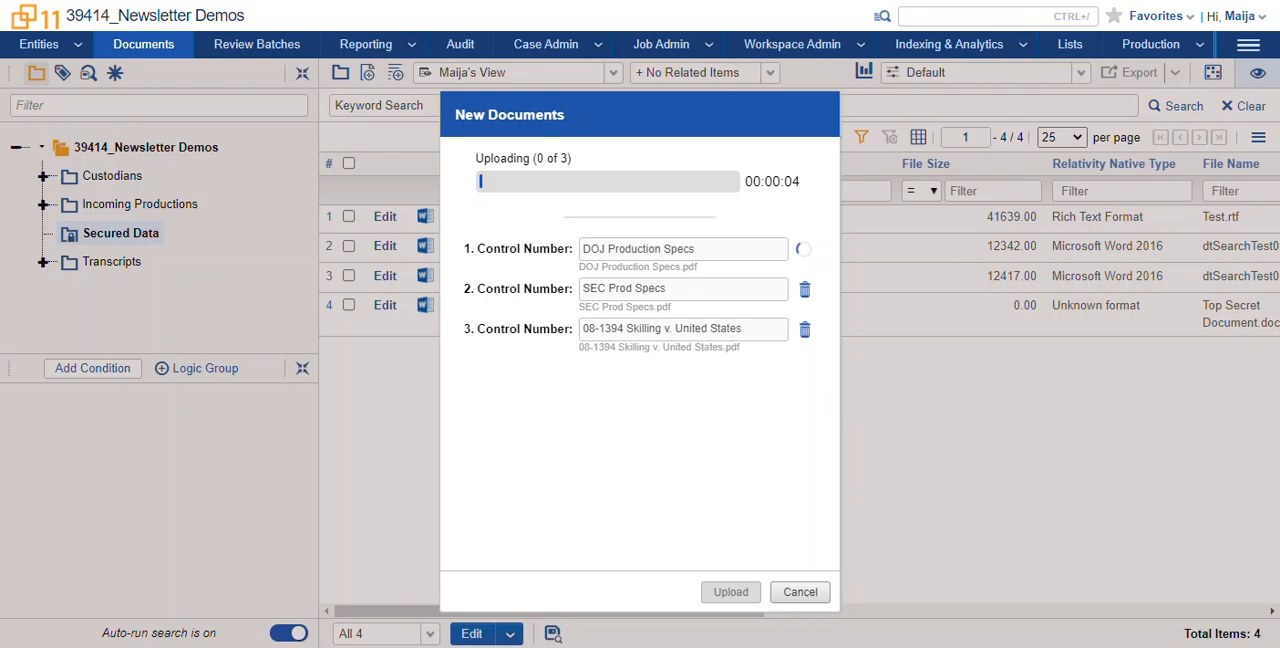 11 39414_Newsletter Demos
CTRL+/
Favorites | Hi, Maija
Entities Documents Review Batches Reporting Audit Case Admin Job Admin Workspace Admin Indexing & Analytics Lists Production
Maija's View + No Related Items Default Export
Filter Keyword Search Search Clear
39414_Newsletter Demos
Custodians
Incoming Productions
Secured Data
Transcripts
Add Condition Logic Group
Auto-run search is on
New Documents
Uploading (0 of 3)
00:00:04
1. Control Number: DOJ Production Specs
DOJ Production Specs.pdf
2. Control Number: SEC Prod Specs
SEC Prod Specs.pdf
3. Control Number: 08-1394 Skilling v. United States
08-1394 Skilling v. United States.pdf
Upload Cancel
1 - 4 / 4 25 per page
# File Size Relativity Native Type File Name
= Filter Filter Filter
1 Edit 41639.00 Rich Text Format Test.rtf
2 Edit 12342.00 Microsoft Word 2016 dtSearchTest0
3 Edit 12417.00 Microsoft Word 2016 dtSearchTest0
4 Edit 0.00 Unknown format Top Secret
Document.doc
All 4 Edit Total Items: 4